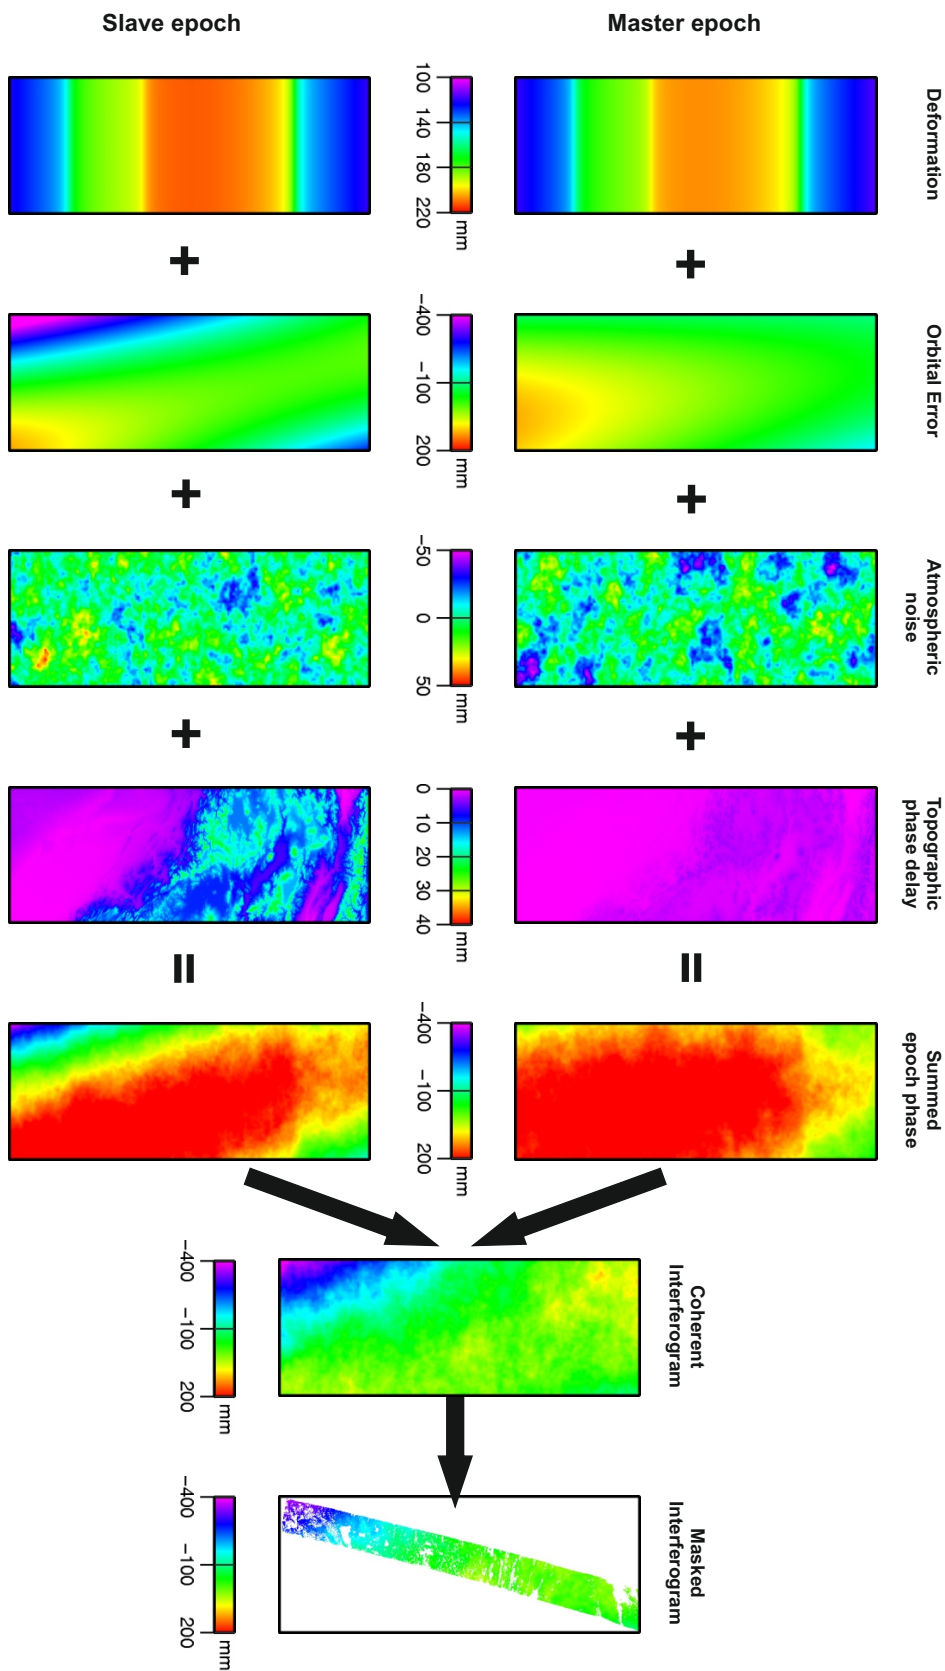 Slave epoch
Master epoch
100 140 180 220
mm
Deformation
+
+
−400 −100 200
mm
Orbital Error
+
+
−50 0 50
mm
Atmospheric
noise
+
+
0 10 20 30 40
mm
Topographic
phase delay
=
=
−400 −100 200
mm
Summed
epoch phase
−400 −100 200
mm
Coherent
Interferogram
−400 −100 200
mm
Masked
Interferogram